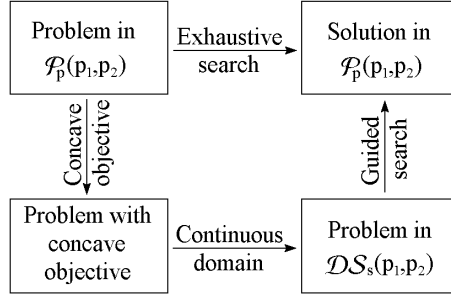 Problem in
𝒫ₚ(p₁,p₂)
Exhaustive
search
Solution in
𝒫ₚ(p₁,p₂)
Concave
objective
Guided
search
Problem with
concave
objective
Continuous
domain
Problem in
𝒟𝒮ₛ(p₁,p₂)